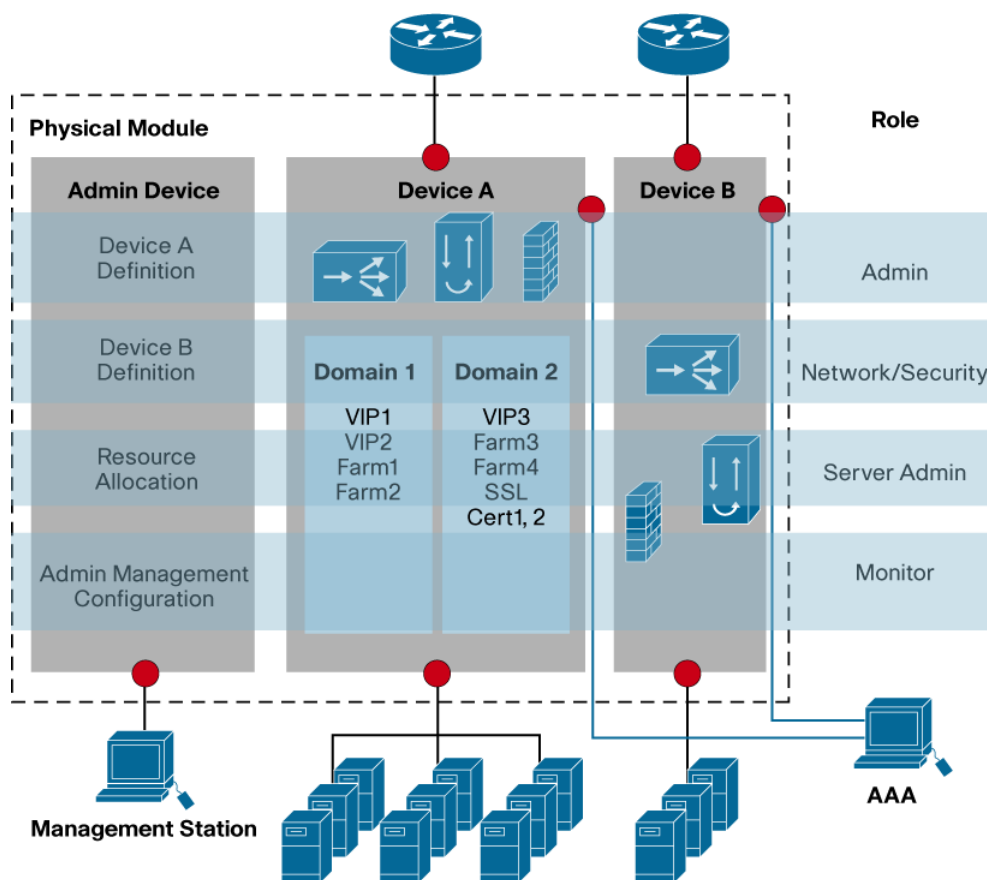 Physical Module
Role
Admin Device
Device A
Device B
Device A
Definition
Admin
Device B
Definition
Domain 1
Domain 2
Network/Security
VIP1
VIP2
Farm1
Farm2
VIP3
Farm3
Farm4
SSL
Cert1, 2
Resource
Allocation
Server Admin
Admin Management
Configuration
Monitor
Management Station
AAA